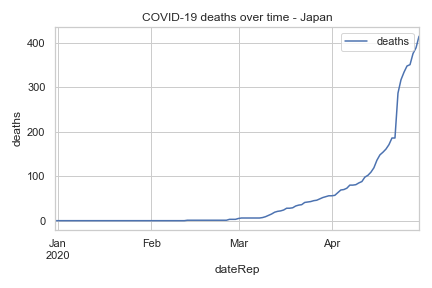 COVID-19 deaths over time - Japan
deaths
400
300
200
100
0
deaths
Jan
2020
Feb
Mar
Apr
dateRep